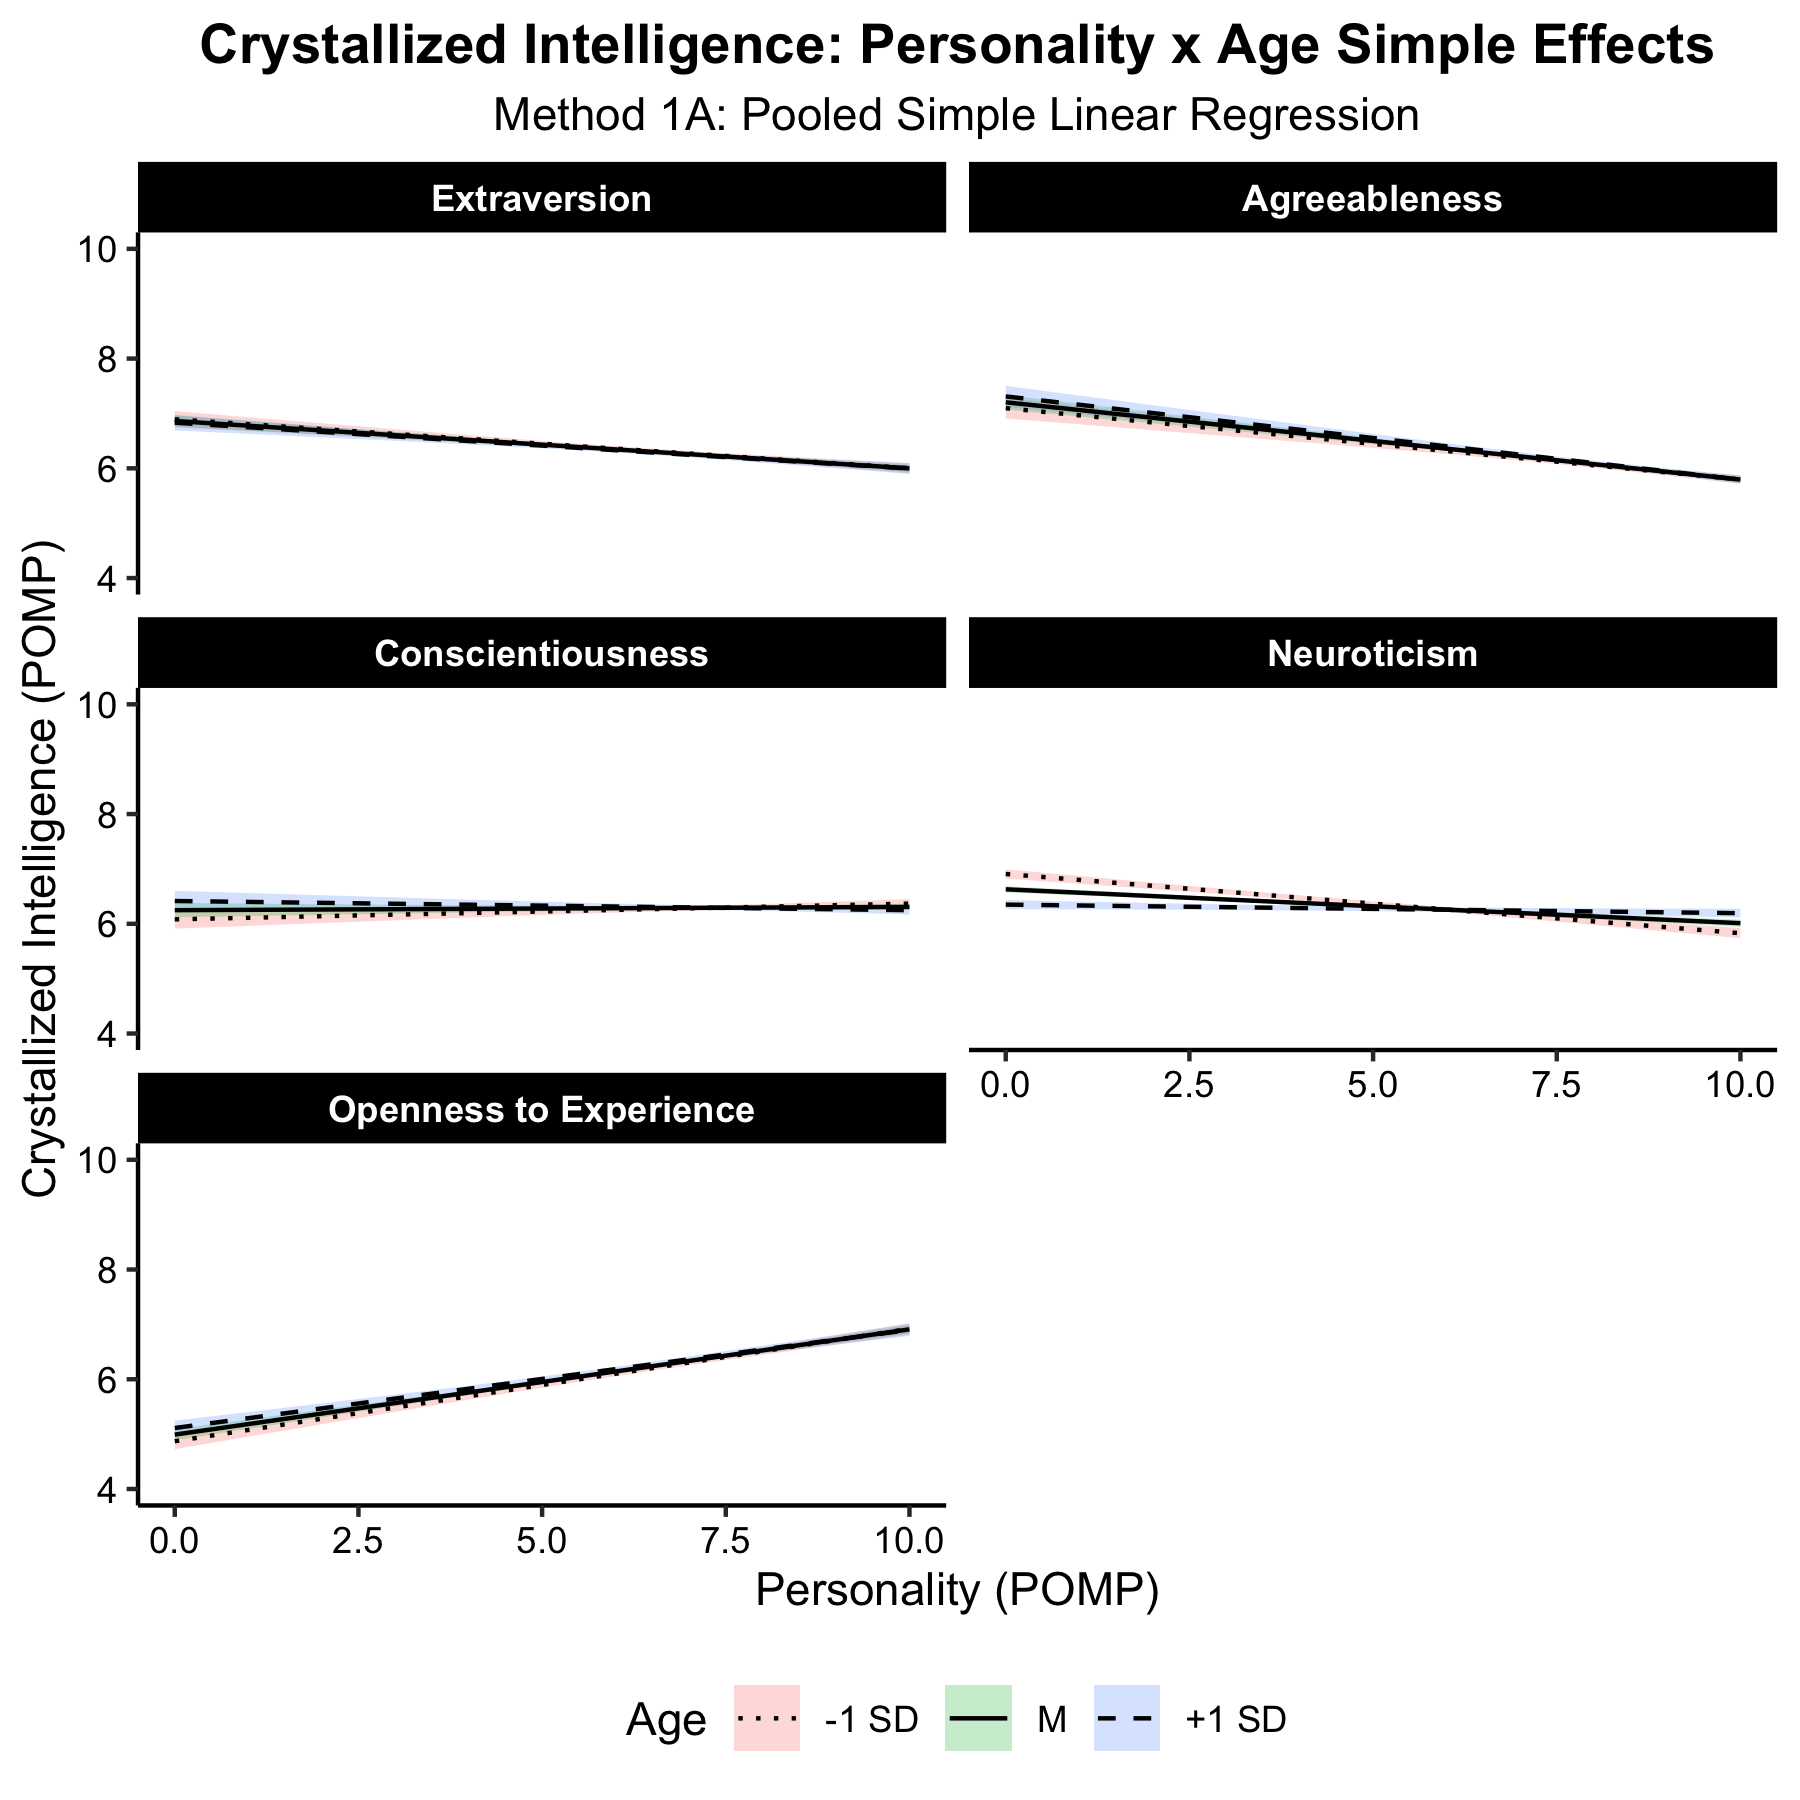 Crystallized Intelligence: Personality x Age Simple Effects
Method 1A: Pooled Simple Linear Regression
Extraversion
Agreeableness
10
8
6
4
Conscientiousness
Neuroticism
10
8
6
4
0.0 2.5 5.0 7.5 10.0
Openness to Experience
10
8
6
4
0.0 2.5 5.0 7.5 10.0
Crystallized Intelligence (POMP)
Personality (POMP)
Age -1 SD M +1 SD